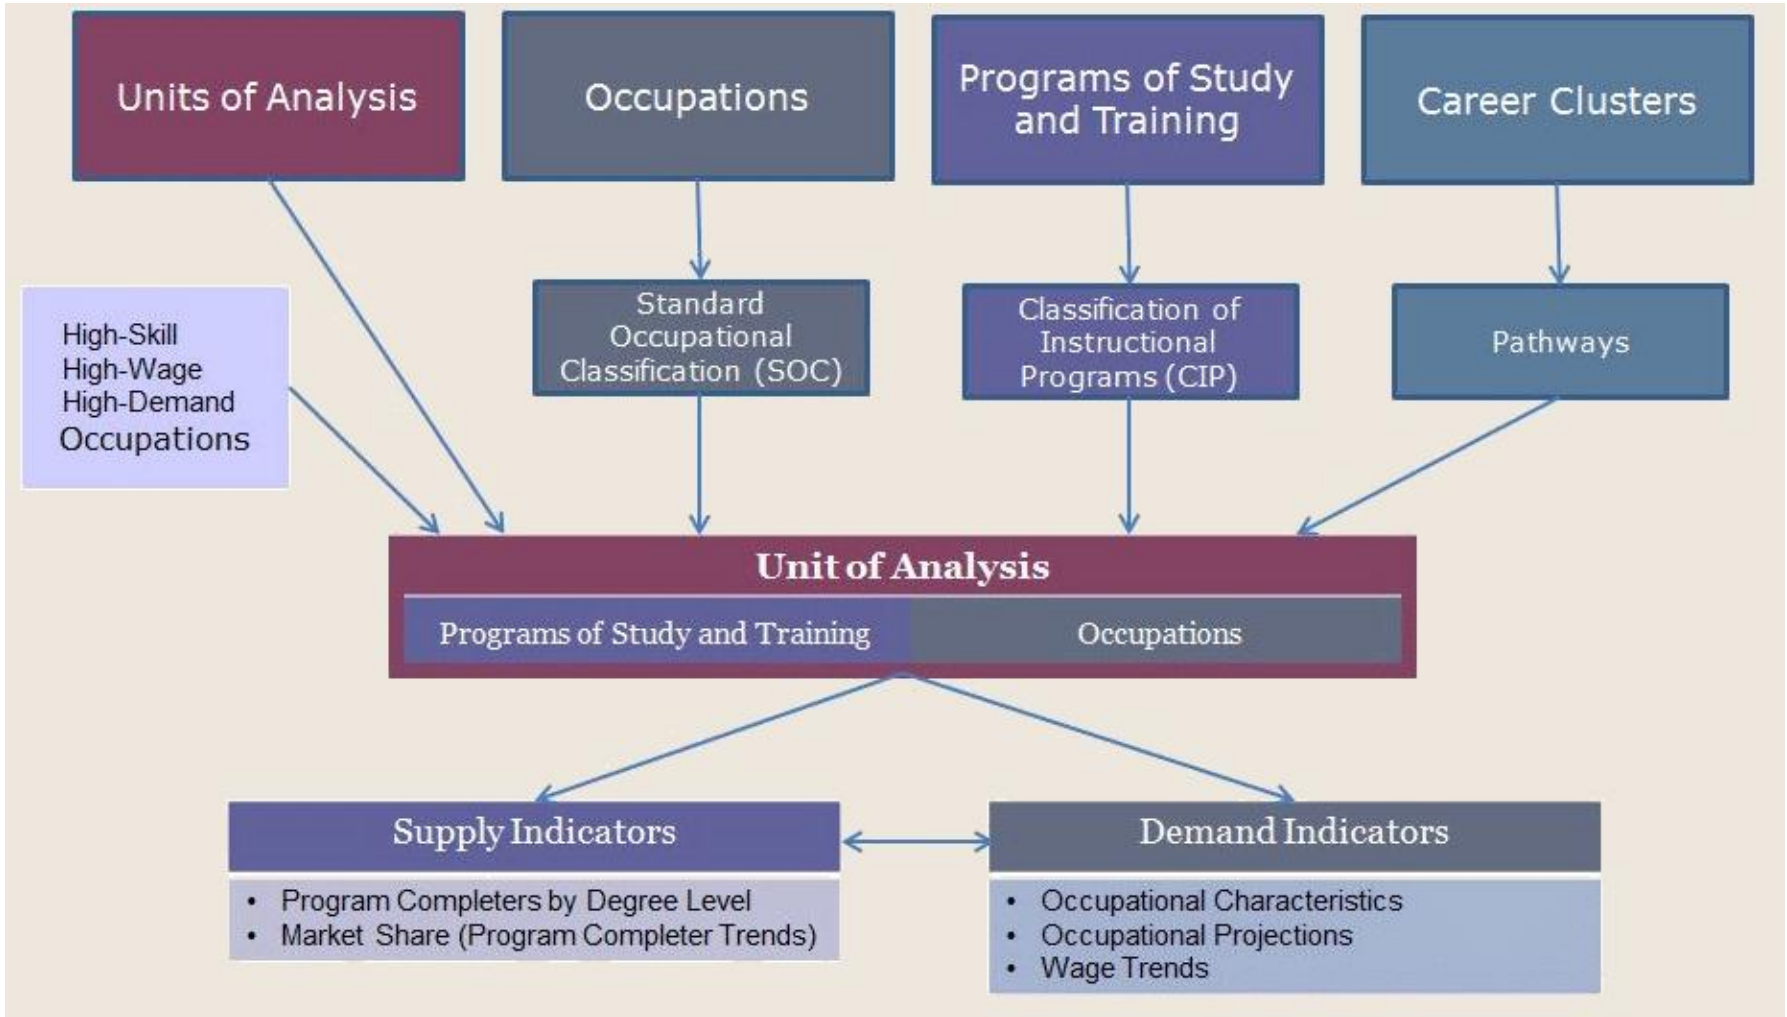 Units of Analysis
Occupations
Programs of Study
and Training
Career Clusters
High-Skill
High-Wage
High-Demand
Occupations
Standard
Occupational
Classification (SOC)
Classification of
Instructional
Programs (CIP)
Pathways
Unit of Analysis
Programs of Study and Training
Occupations
Supply Indicators
• Program Completers by Degree Level
• Market Share (Program Completer Trends)
Demand Indicators
• Occupational Characteristics
• Occupational Projections
• Wage Trends